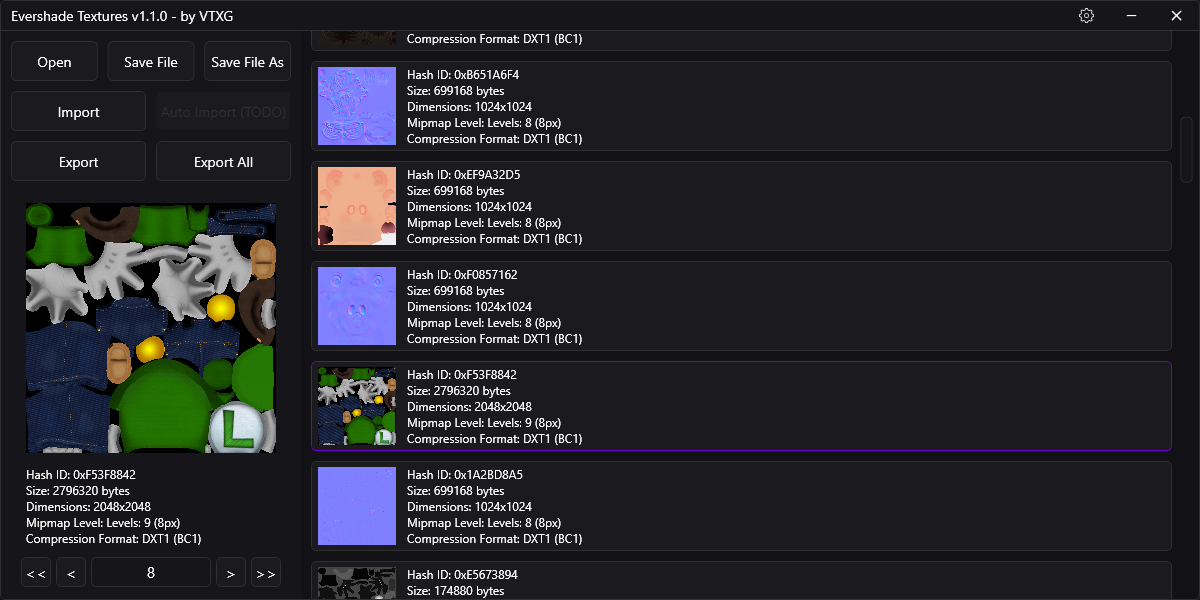 Evershade Textures v1.1.0 - by VTXG
Open
Save File
Save File As
Import
Auto Import (TODO)
Export
Export All
L
Hash ID: 0xF53F8842
Size: 2796320 bytes
Dimensions: 2048x2048
Mipmap Level: Levels: 9 (8px)
Compression Format: DXT1 (BC1)
<<
<
8
>
>>
Compression Format: DXT1 (BC1)
Hash ID: 0xB651A6F4
Size: 699168 bytes
Dimensions: 1024x1024
Mipmap Level: Levels: 8 (8px)
Compression Format: DXT1 (BC1)
Hash ID: 0xEF9A32D5
Size: 699168 bytes
Dimensions: 1024x1024
Mipmap Level: Levels: 8 (8px)
Compression Format: DXT1 (BC1)
Hash ID: 0xF0857162
Size: 699168 bytes
Dimensions: 1024x1024
Mipmap Level: Levels: 8 (8px)
Compression Format: DXT1 (BC1)
L
Hash ID: 0xF53F8842
Size: 2796320 bytes
Dimensions: 2048x2048
Mipmap Level: Levels: 9 (8px)
Compression Format: DXT1 (BC1)
Hash ID: 0x1A2BD8A5
Size: 699168 bytes
Dimensions: 1024x1024
Mipmap Level: Levels: 8 (8px)
Compression Format: DXT1 (BC1)
Hash ID: 0xE5673894
Size: 174880 bytes